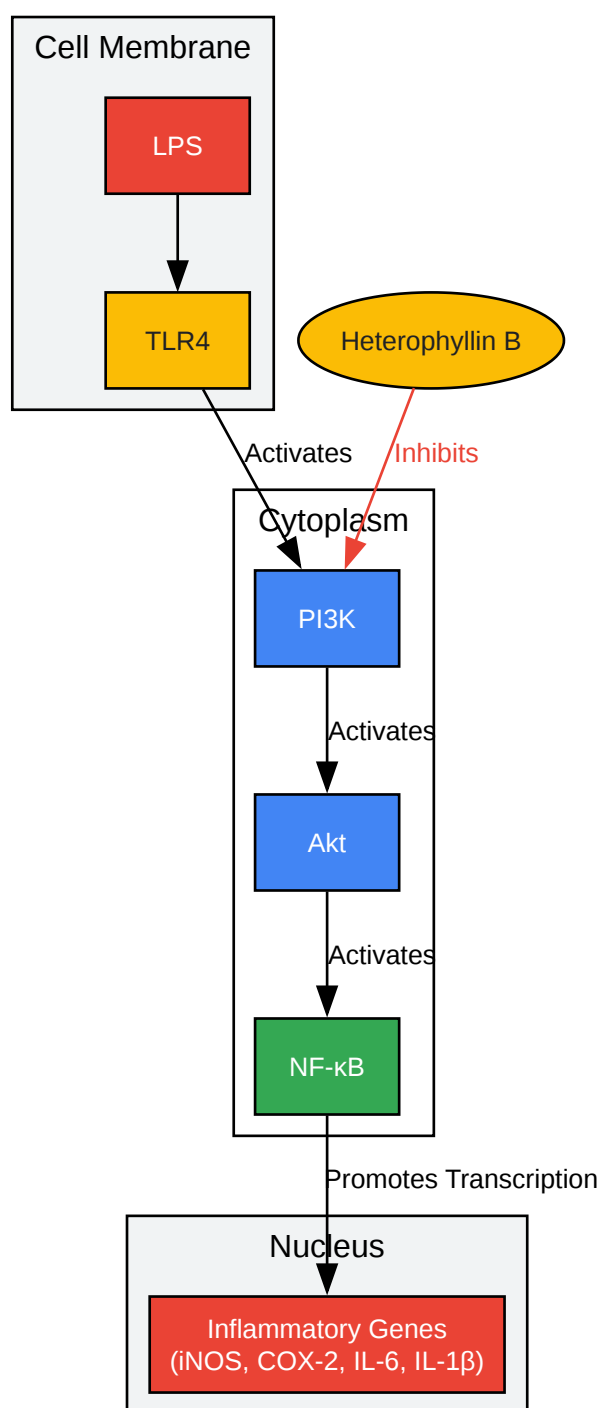 Cell Membrane
LPS
TLR4
Heterophyllin B
Activates
Inhibits
Cytoplasm
PI3K
Activates
Akt
Activates
NF-κB
Promotes Transcription
Nucleus
Inflammatory Genes
(iNOS, COX-2, IL-6, IL-1β)